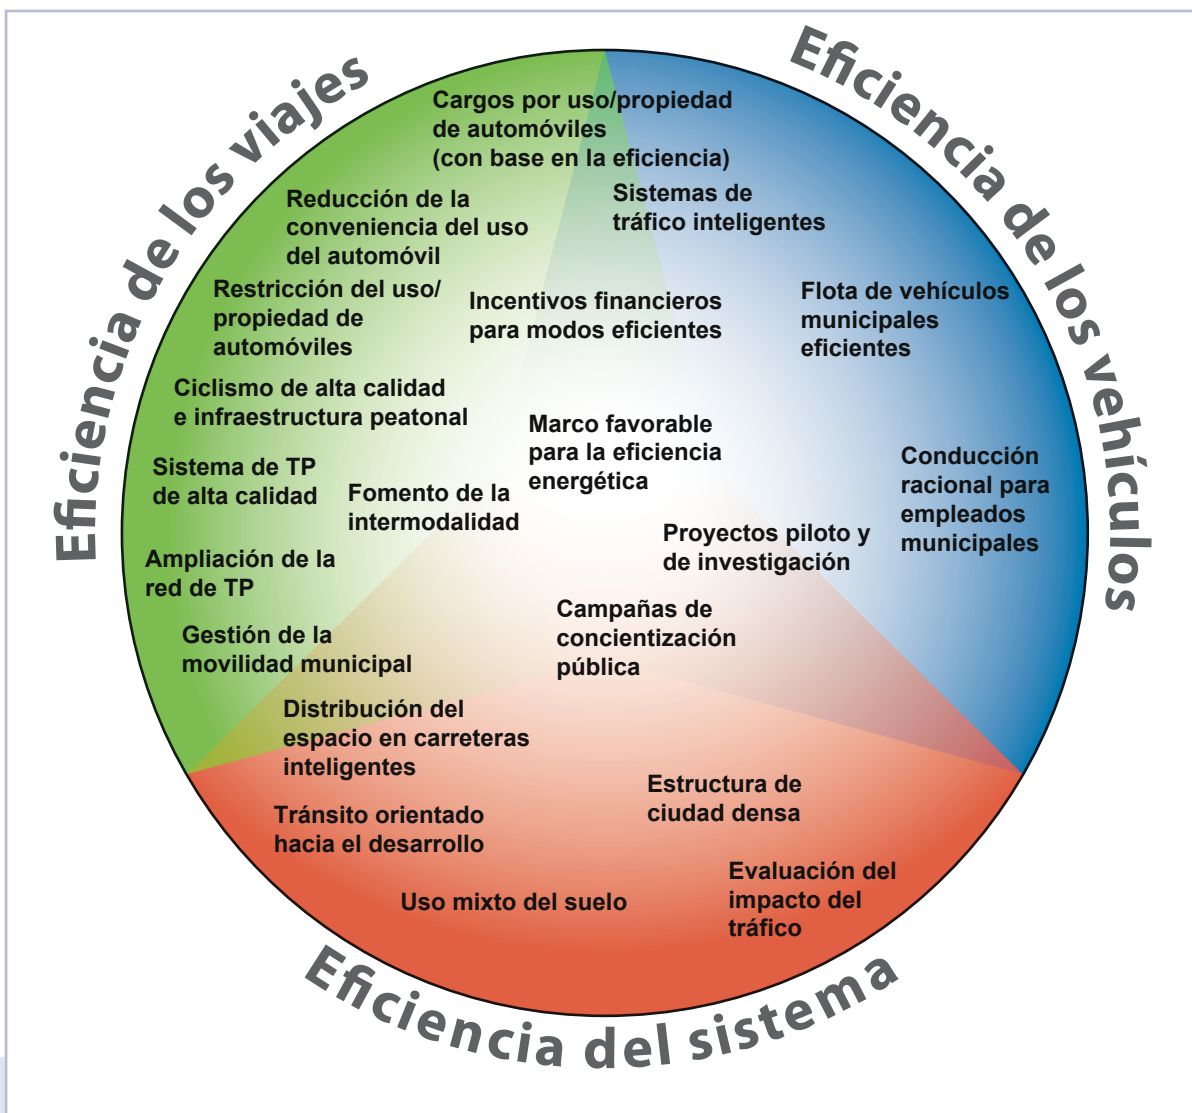 Eficiencia de los viajes
Eficiencia de los vehículos
Cargos por uso/propiedad
de automóviles
(con base en la eficiencia)
Sistemas de
tráfico inteligentes
Reducción de la
conveniencia del uso
del automóvil
Restricción del uso/
propiedad de
automóviles
Incentivos financieros
para modos eficientes
Flota de vehículos
municipales
eficientes
Ciclismo de alta calidad
e infraestructura peatonal
Marco favorable
para la eficiencia
energética
Conducción
racional para
empleados
municipales
Sistema de TP
de alta calidad
Fomento de la
intermodalidad
Proyectos piloto y
de investigación
Ampliación de la
red de TP
Campañas de
concientización
pública
Gestión de la
movilidad municipal
Distribución del
espacio en carreteras
inteligentes
Estructura de
ciudad densa
Tránsito orientado
hacia el desarrollo
Evaluación del
impacto del
tráfico
Uso mixto del suelo
Eficiencia del sistema